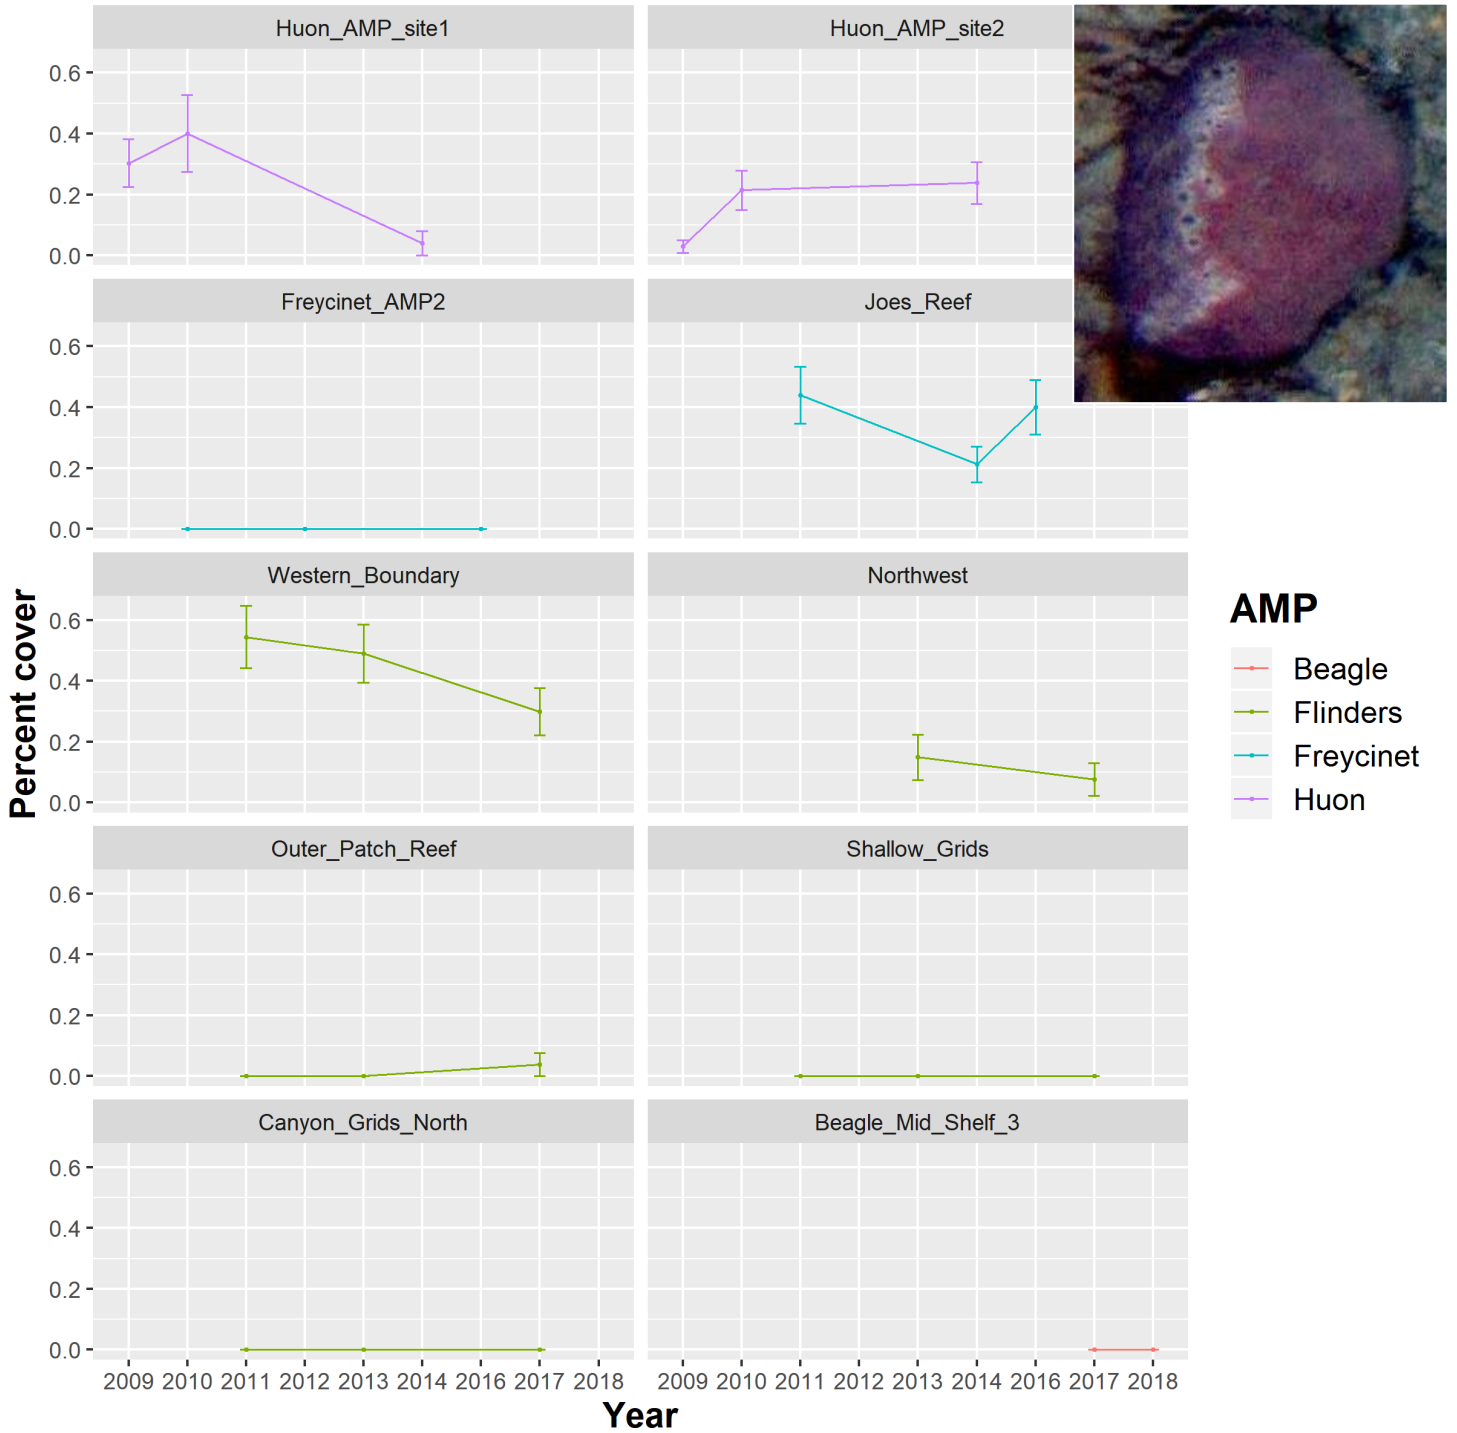 Huon_AMP_site1 Huon_AMP_site2
0.6
0.4
0.2
0.0
Freycinet_AMP2 Joes_Reef
0.6
0.4
0.2
0.0
Western_Boundary Northwest
0.6
0.4
0.2
0.0
Outer_Patch_Reef Shallow_Grids
0.6
0.4
0.2
0.0
Canyon_Grids_North Beagle_Mid_Shelf_3
0.6
0.4
0.2
0.0
2009 2010 2011 2012 2013 2014 2016 2017 2018 2009 2010 2011 2012 2013 2014 2016 2017 2018
Year
Percent cover
AMP
Beagle
Flinders
Freycinet
Huon